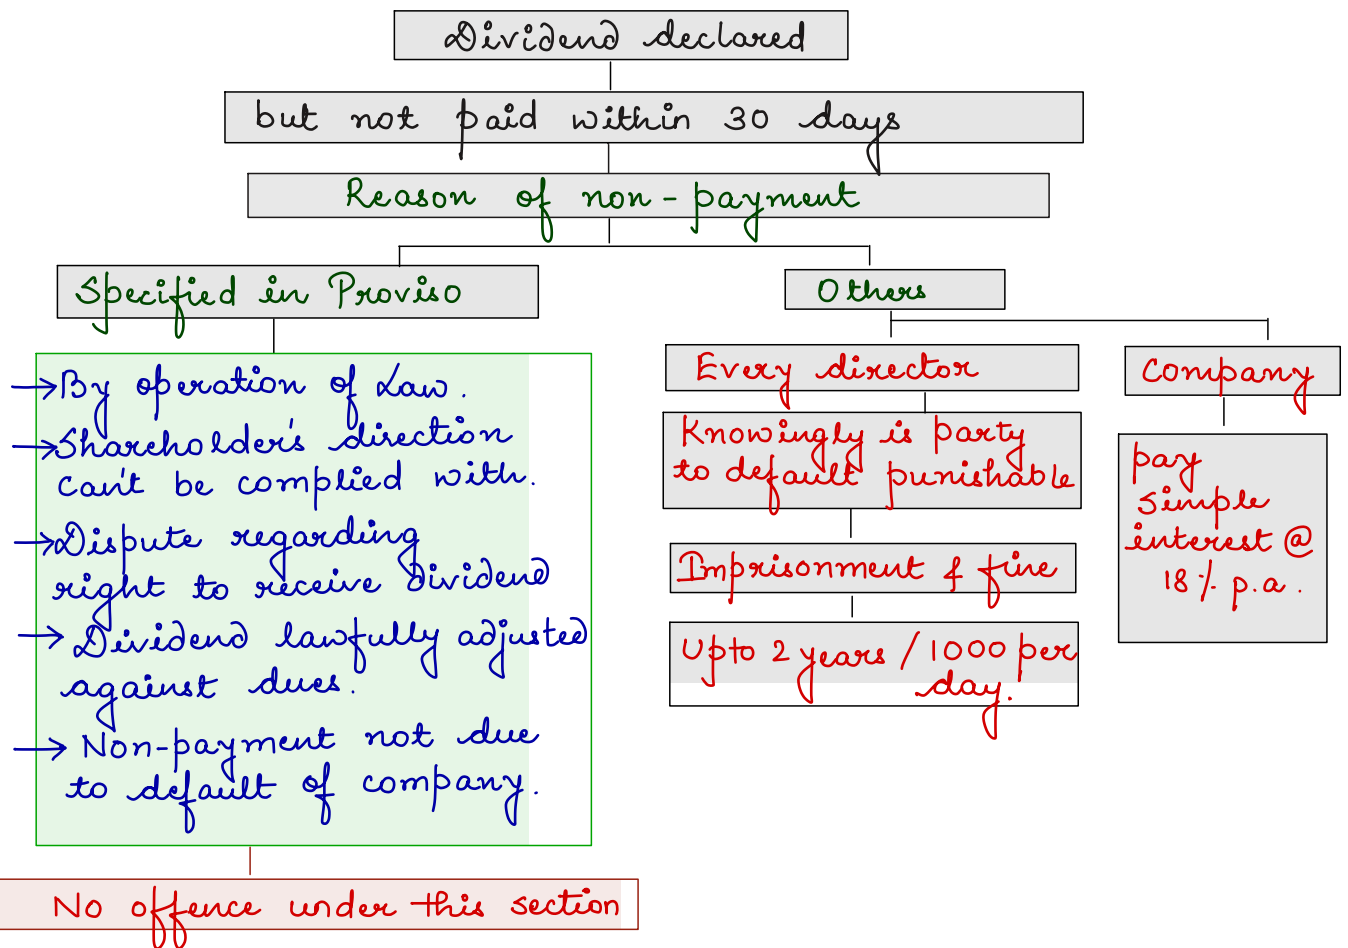 Dividend declared
but not paid within 30 days
Reason of non-payment
Specified in Proviso
→ By operation of Law.
→ Shareholder's direction
can't be complied with.
→ Dispute regarding
right to receive dividend
→ Dividend lawfully adjusted
against dues.
→ Non-payment not due
to default of company.
No offence under this section
Others
Every director
Knowingly is party
to default punishable
Imprisonment & fine
Upto 2 years / 1000 per
day.
Company
pay
simple
interest @
18% p.a.